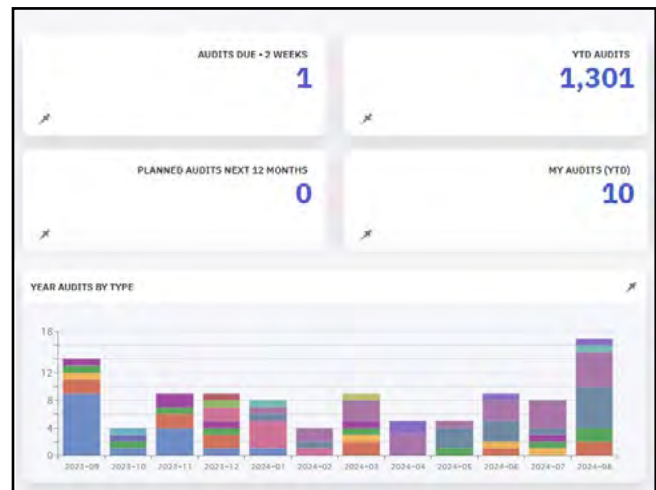 AUDITS DUE • 2 WEEKS
1
YTD AUDITS
1,301
PLANNED AUDITS NEXT 12 MONTHS
0
MY AUDITS (YTD)
10
YEAR AUDITS BY TYPE
18
12
8
4
0
2023-09 2023-10 2023-11 2023-12 2024-01 2024-02 2024-03 2024-04 2024-05 2024-06 2024-07 2024-08